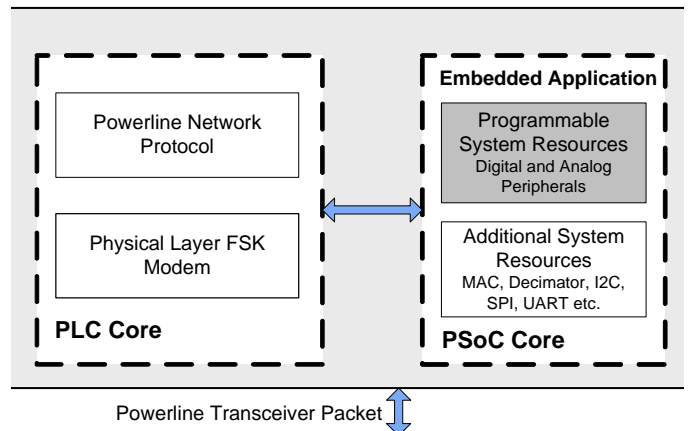 Powerline Network
Protocol
Physical Layer FSK
Modem
PLC Core
Embedded Application
Programmable
System Resources
Digital and Analog
Peripherals
Additional System
Resources
MAC, Decimator, I2C,
SPI, UART etc.
PSoC Core
Powerline Transceiver Packet